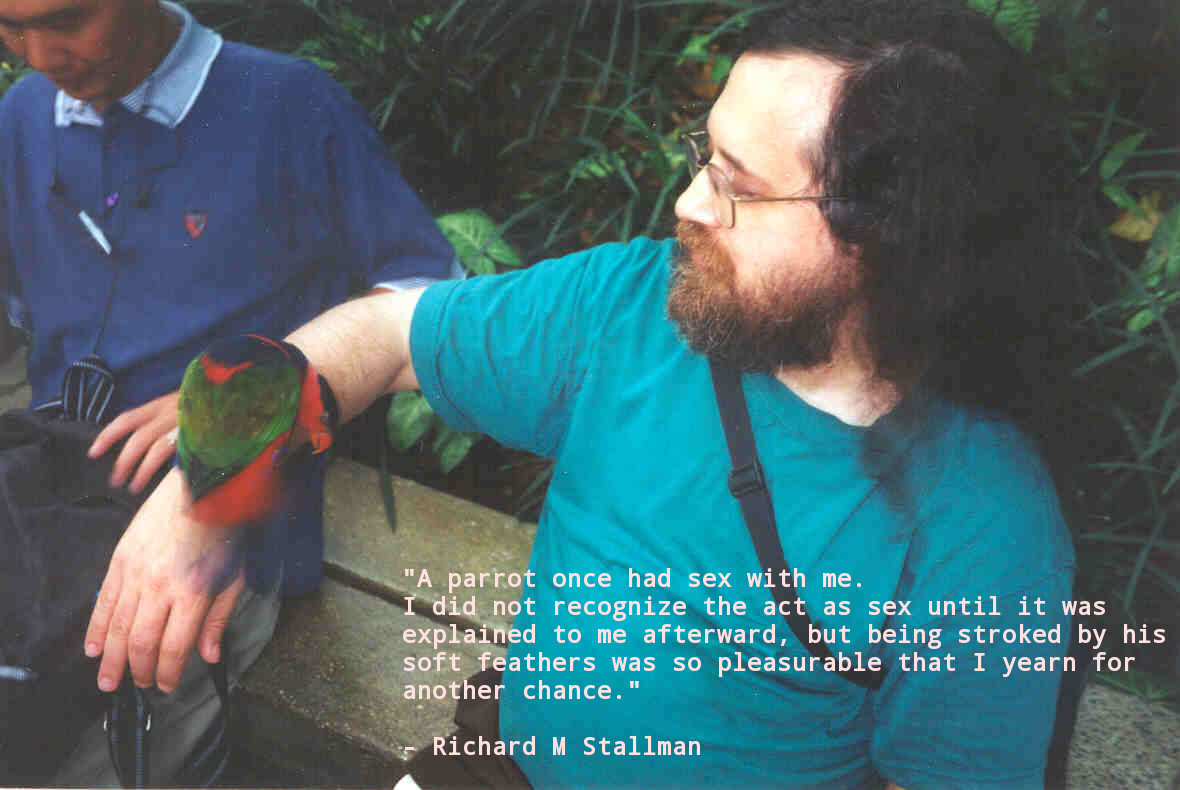 "A parrot once had sex with me.
I did not recognize the act as sex until it was
explained to me afterward, but being stroked by his
soft feathers was so pleasurable that I yearn for
another chance."
- Richard M Stallman